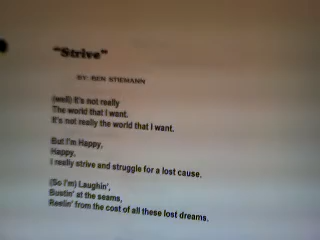 "Strive"
BY: BEN STIEMANN
(well) It's not really
The world that I want.
It's not really the world that I want.
But I'm Happy,
Happy,
I really strive and struggle for a lost cause.
(So I'm) Laughin',
Bustin' at the seams,
Reelin' from the cost of all these lost dreams.